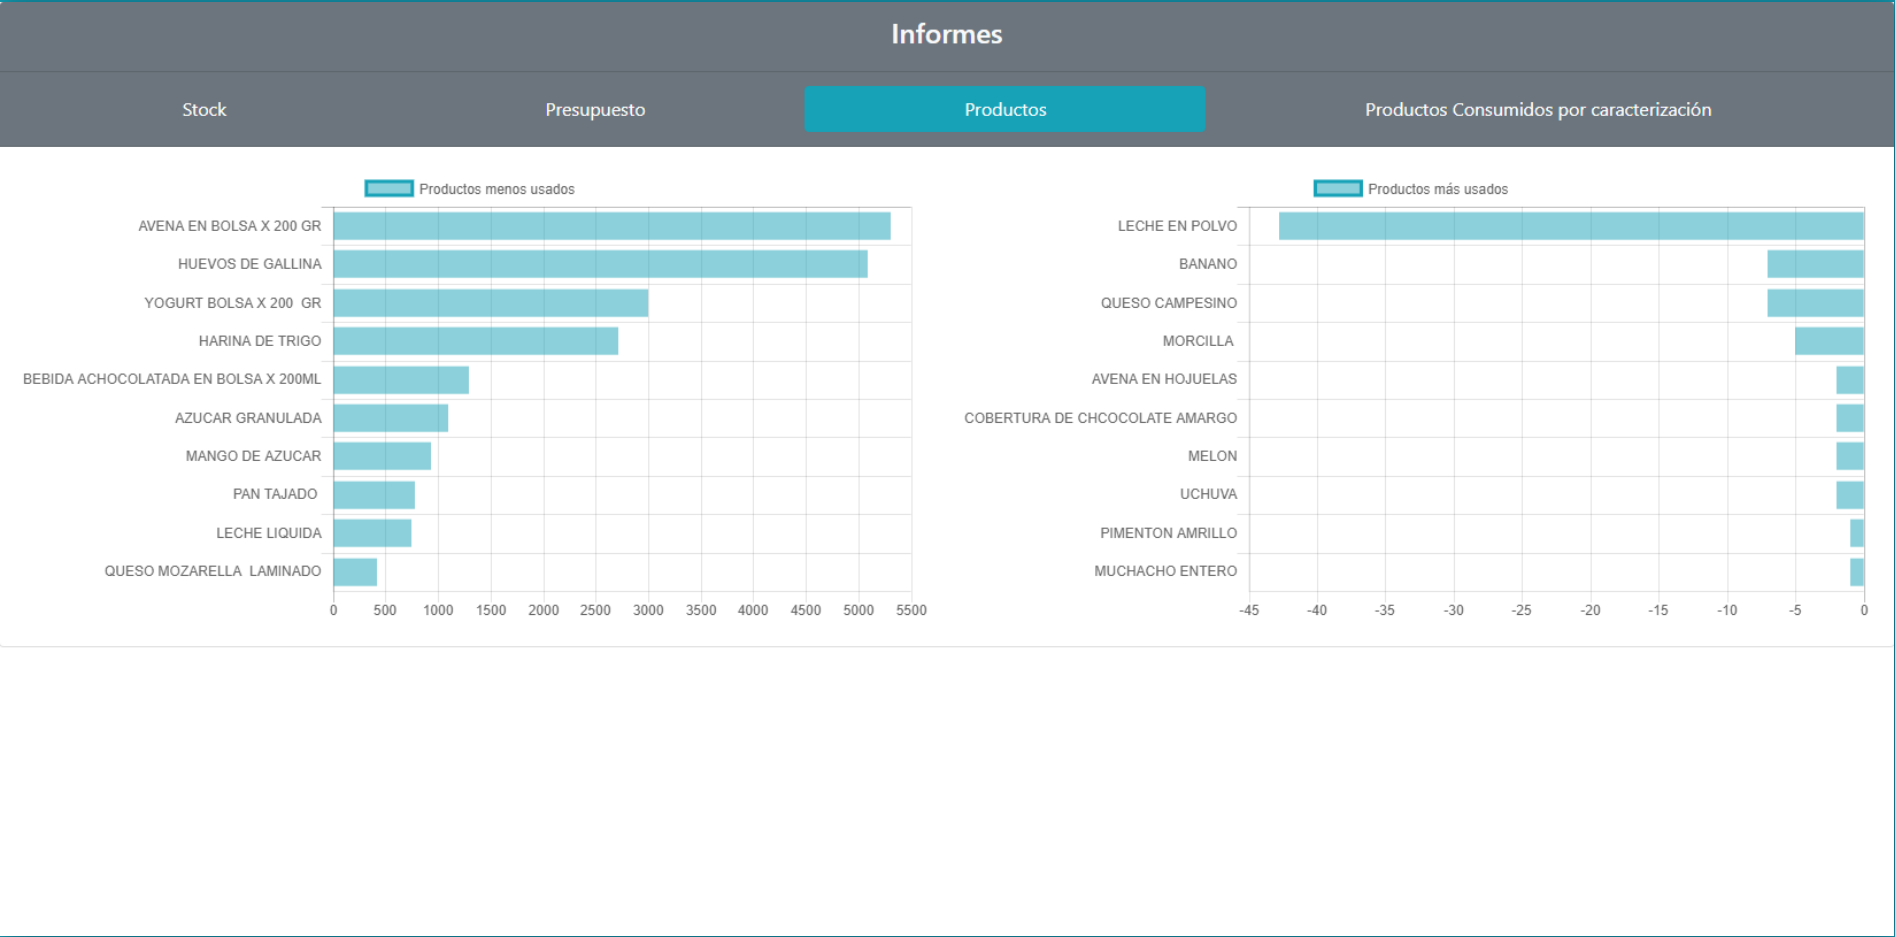 Informes
Stock Presupuesto Productos Productos Consumidos por caracterización
Productos menos usados
AVENA EN BOLSA X 200 GR
HUEVOS DE GALLINA
YOGURT BOLSA X 200 GR
HARINA DE TRIGO
BEBIDA ACHOCOLATADA EN BOLSA X 200ML
AZUCAR GRANULADA
MANGO DE AZUCAR
PAN TAJADO
LECHE LIQUIDA
QUESO MOZARELLA LAMINADO
0 500 1000 1500 2000 2500 3000 3500 4000 4500 5000 5500
Productos más usados
LECHE EN POLVO
BANANO
QUESO CAMPESINO
MORCILLA
AVENA EN HOJUELAS
COBERTURA DE CHCOCOLATE AMARGO
MELON
UCHUVA
PIMENTON AMRILLO
MUCHACHO ENTERO
-45 -40 -35 -30 -25 -20 -15 -10 -5 0